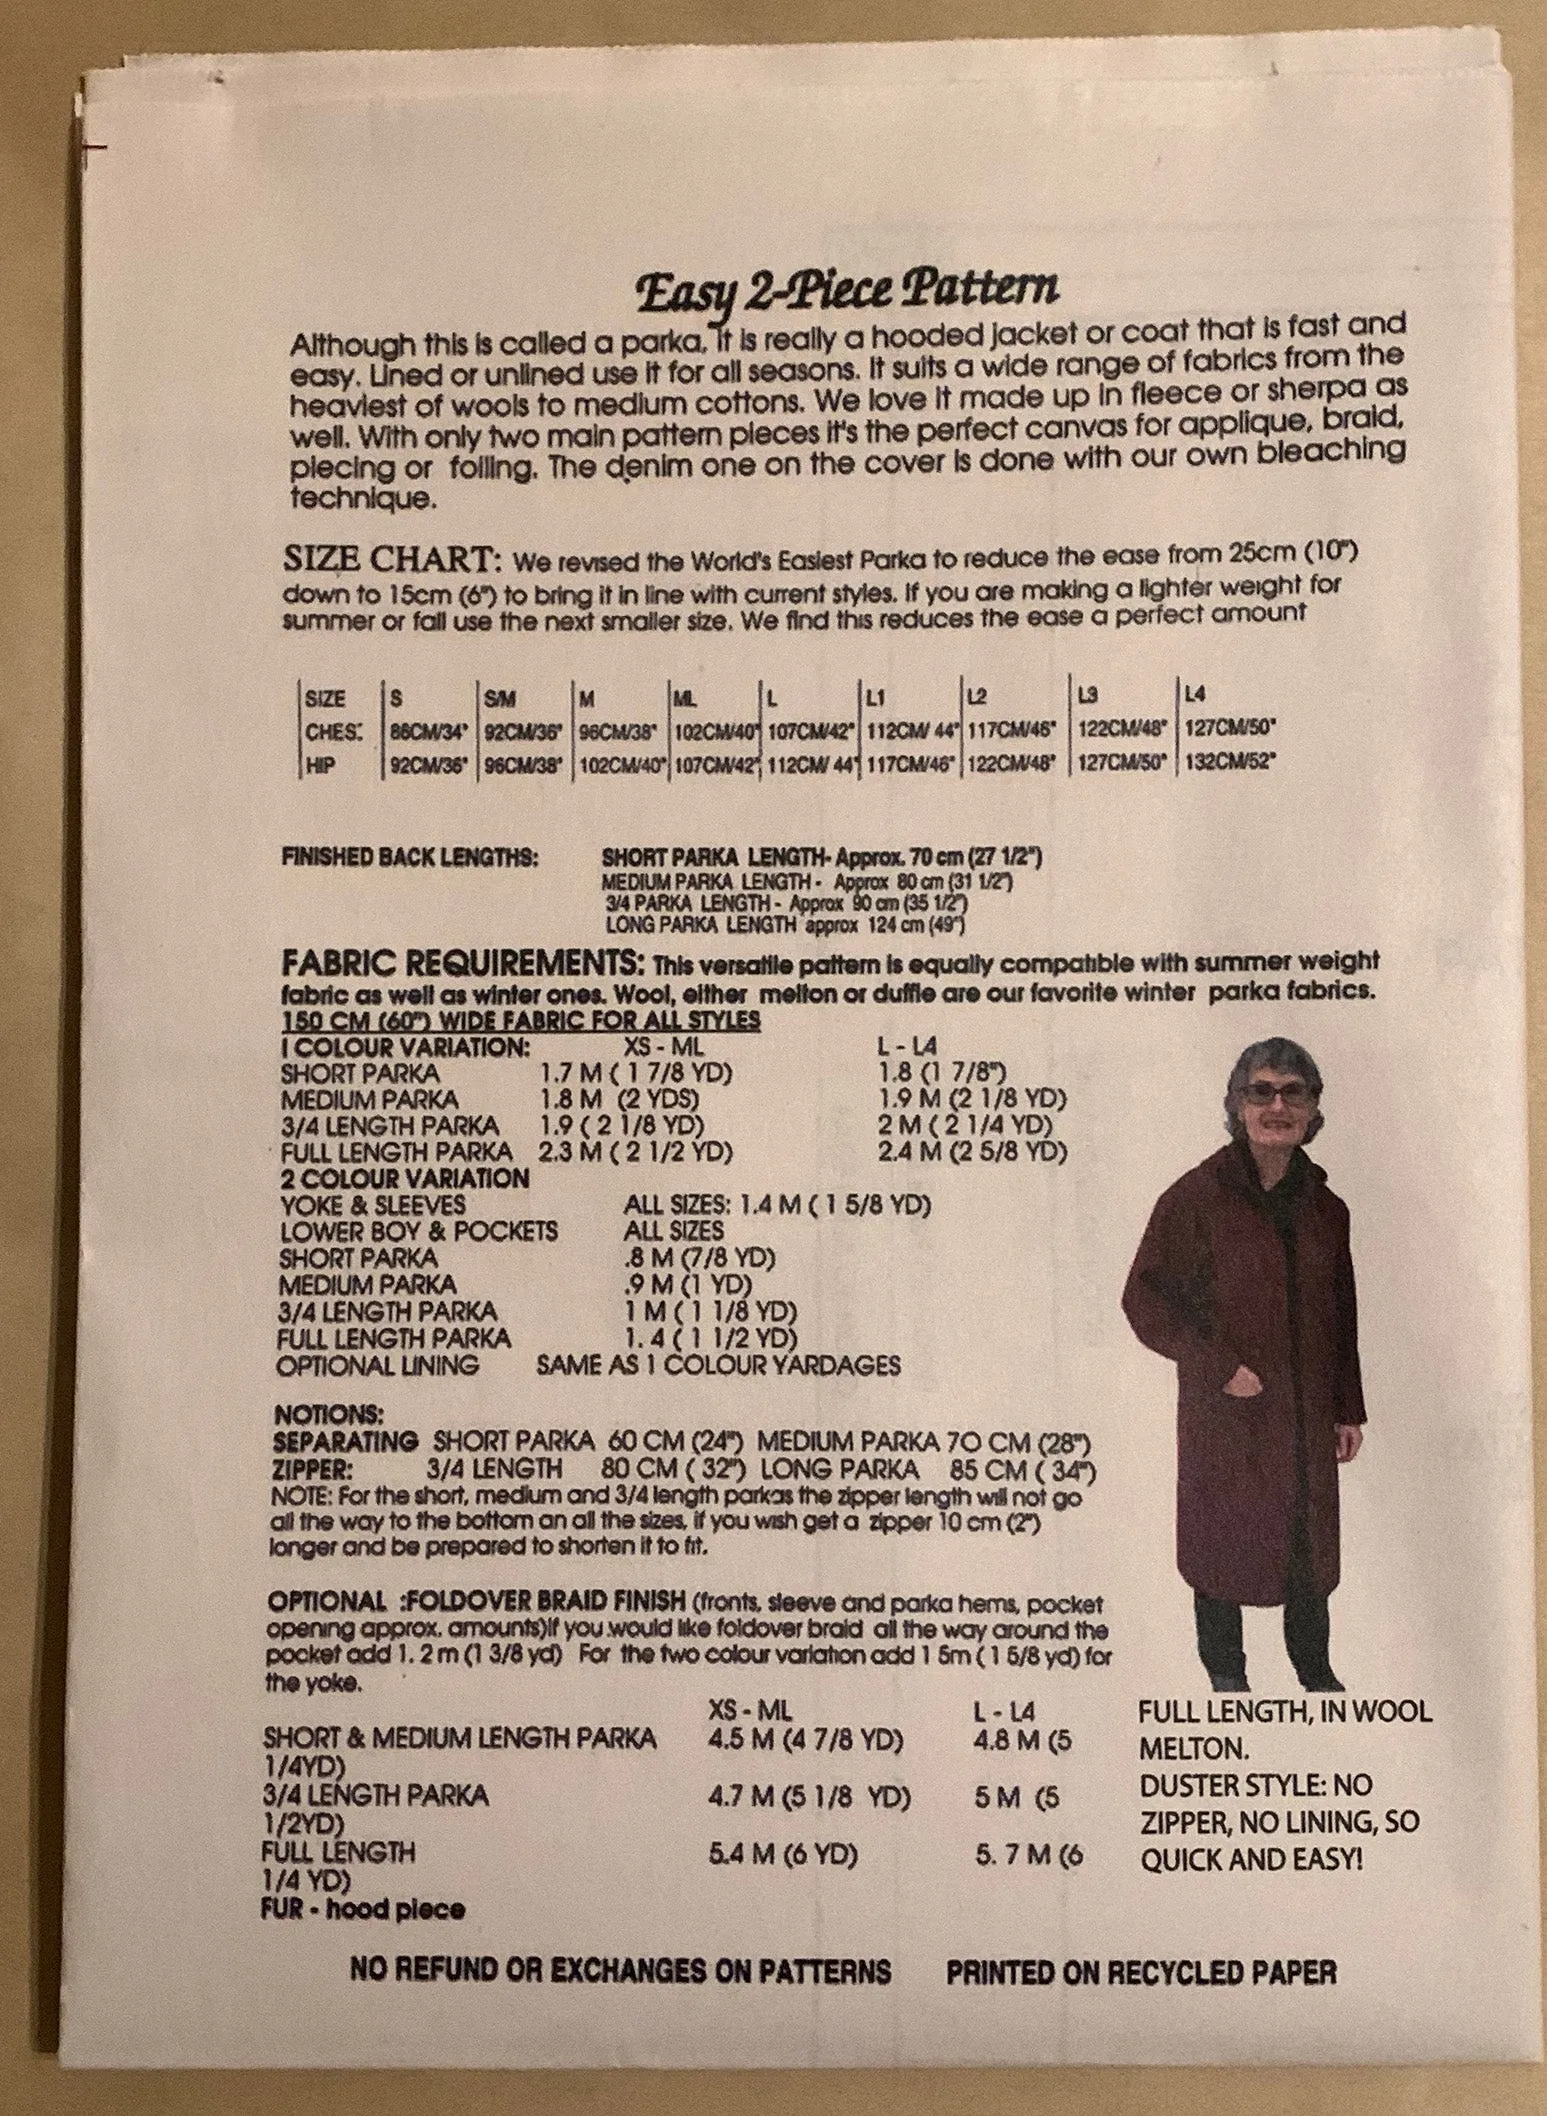 Easy 2-Piece Pattern
Although this is called a parka, it is really a hooded jacket or coat that is fast and
easy. Lined or unlined use it for all seasons. It suits a wide range of fabrics from the
heaviest of wools to medium cottons. We love it made up in fleece or sherpa as
well. With only two main pattern pieces it's the perfect canvas for applique, braid,
piecing or foiling. The denim one on the cover is done with our own bleaching
technique.
SIZE CHART: We revised the World's Easiest Parka to reduce the ease from 25cm (10")
down to 15cm (6") to bring it in line with current styles. If you are making a lighter weight for
summer or fall use the next smaller size. We find this reduces the ease a perfect amount
SIZE S S/M M ML L L1 L2 L3 L4
CHEST 86CM/34" 92CM/36" 96CM/38" 102CM/40" 107CM/42" 112CM/ 44" 117CM/46" 122CM/48" 127CM/50"
HIP 92CM/36" 96CM/38" 102CM/40" 107CM/42" 112CM/ 44" 117CM/46" 122CM/48" 127CM/50" 132CM/52"
FINISHED BACK LENGTHS: SHORT PARKA LENGTH- Approx. 70 cm (27 1/2")
MEDIUM PARKA LENGTH - Approx 80 cm (31 1/2")
3/4 PARKA LENGTH - Approx 90 cm (35 1/2")
LONG PARKA LENGTH approx 124 cm (49")
FABRIC REQUIREMENTS: This versatile pattern is equally compatible with summer weight
fabric as well as winter ones. Wool, either melton or duffle are our favorite winter parka fabrics.
150 CM (60") WIDE FABRIC FOR ALL STYLES
1 COLOUR VARIATION: XS - ML L - L4
SHORT PARKA 1.7 M ( 1 7/8 YD) 1.8 (1 7/8")
MEDIUM PARKA 1.8 M (2 YDS) 1.9 M (2 1/8 YD)
3/4 LENGTH PARKA 1.9 ( 2 1/8 YD) 2 M ( 2 1/4 YD)
FULL LENGTH PARKA 2.3 M ( 2 1/2 YD) 2.4 M (2 5/8 YD)
2 COLOUR VARIATION
YOKE & SLEEVES ALL SIZES: 1.4 M ( 1 5/8 YD)
LOWER BOY & POCKETS ALL SIZES
SHORT PARKA .8 M (7/8 YD)
MEDIUM PARKA .9 M (1 YD)
3/4 LENGTH PARKA 1 M ( 1 1/8 YD)
FULL LENGTH PARKA 1. 4 ( 1 1/2 YD)
OPTIONAL LINING SAME AS 1 COLOUR YARDAGES
NOTIONS:
SEPARATING SHORT PARKA 60 CM (24") MEDIUM PARKA 70 CM (28")
ZIPPER: 3/4 LENGTH 80 CM ( 32") LONG PARKA 85 CM ( 34")
NOTE: For the short, medium and 3/4 length parkas the zipper length will not go
all the way to the bottom on all the sizes, if you wish get a zipper 10 cm (2")
longer and be prepared to shorten it to fit.
OPTIONAL :FOLDOVER BRAID FINISH (fronts, sleeve and parka hems, pocket
opening approx. amounts)If you would like foldover braid all the way around the
pocket add 1. 2 m (1 3/8 yd) For the two colour variation add 1 5m ( 1 5/8 yd) for
the yoke.
XS - ML L - L4
SHORT & MEDIUM LENGTH PARKA 4.5 M (4 7/8 YD) 4.8 M (5
1/4YD)
3/4 LENGTH PARKA 4.7 M (5 1/8 YD) 5 M (5
1/2YD)
FULL LENGTH 5.4 M (6 YD) 5. 7 M (6
1/4 YD)
FUR - hood piece
FULL LENGTH, IN WOOL
MELTON.
DUSTER STYLE: NO
ZIPPER, NO LINING, SO
QUICK AND EASY!
NO REFUND OR EXCHANGES ON PATTERNS PRINTED ON RECYCLED PAPER